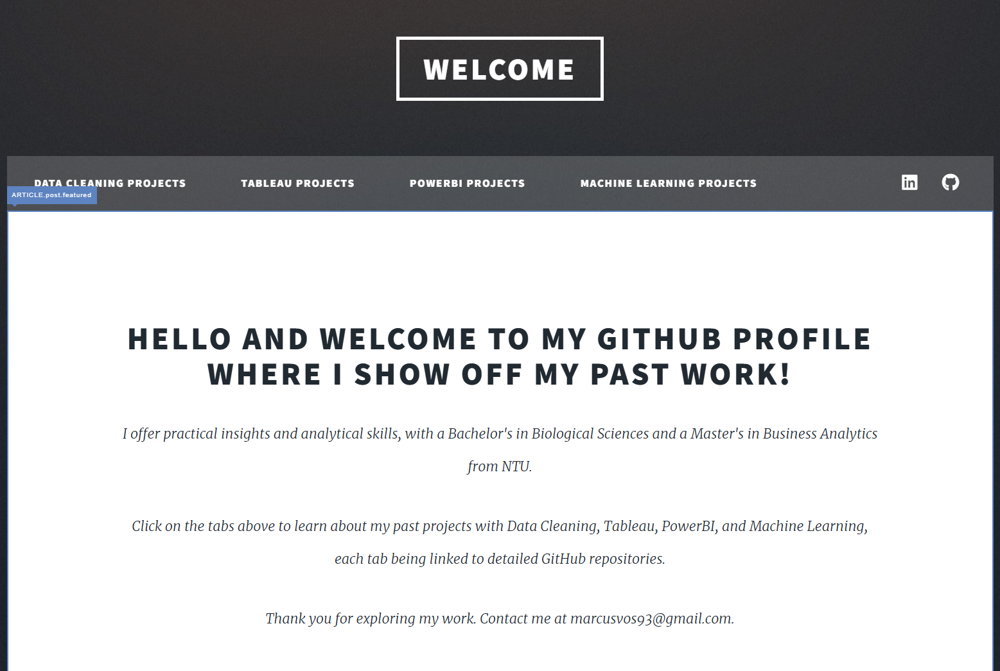 WELCOME
DATA CLEANING PROJECTS TABLEAU PROJECTS POWERBI PROJECTS MACHINE LEARNING PROJECTS in
ARTICLE.post.featured
HELLO AND WELCOME TO MY GITHUB PROFILE
WHERE I SHOW OFF MY PAST WORK!
I offer practical insights and analytical skills, with a Bachelor's in Biological Sciences and a Master's in Business Analytics
from NTU.
Click on the tabs above to learn about my past projects with Data Cleaning, Tableau, PowerBI, and Machine Learning,
each tab being linked to detailed GitHub repositories.
Thank you for exploring my work. Contact me at marcusvos93@gmail.com.